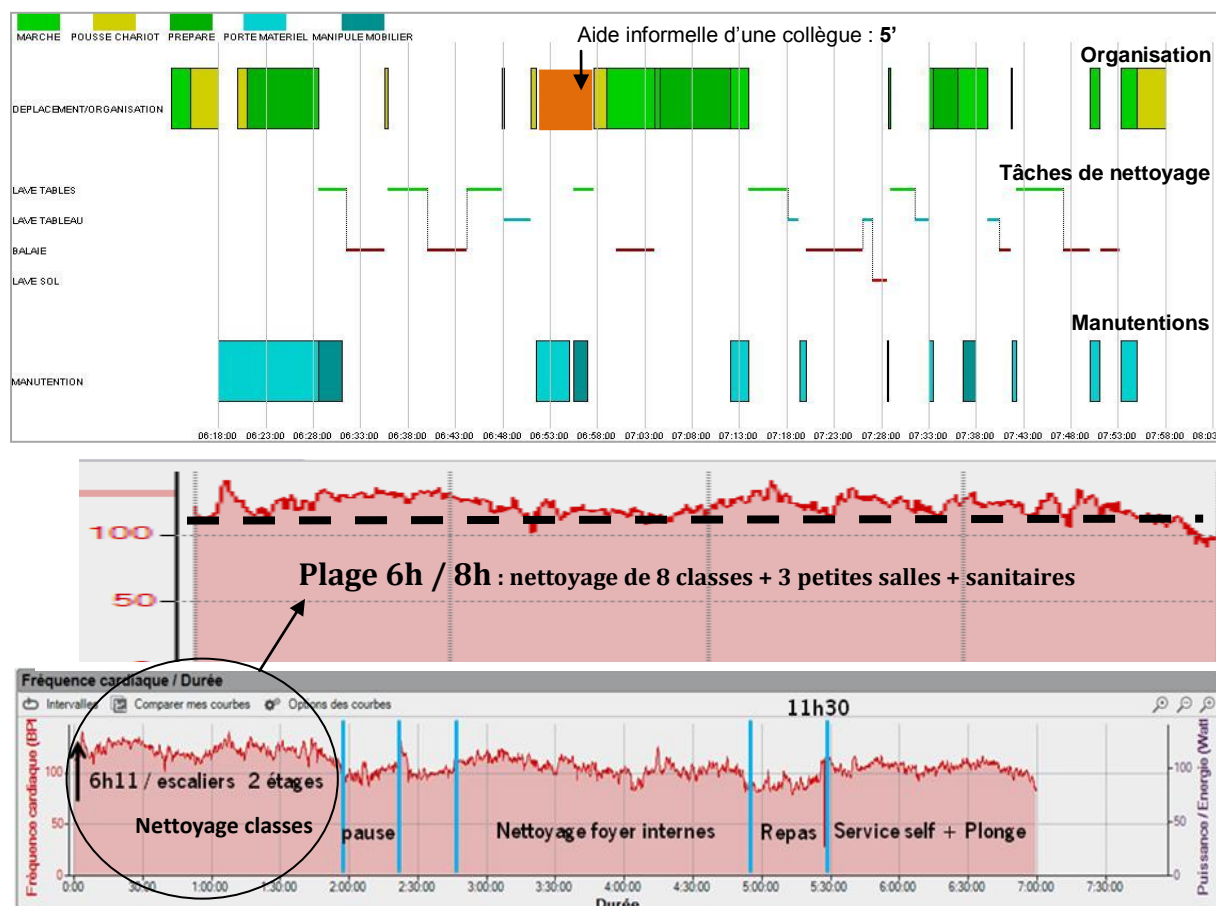 MARCHE POUSSE CHARIOT PREPARE PORTE MATERIEL MANIPULE MOBILIER
Aide informelle d'une collègue : 5'
Organisation
DEPLACEMENT/ORGANISATION
Tâches de nettoyage
LAVE TABLES
LAVE TABLEAU
BALAIE
LAVE SOL
Manutentions
MANUTENTION
06:18:00 06:23:00 06:28:00 06:33:00 06:38:00 06:43:00 06:48:00 06:53:00 06:58:00 07:03:00 07:08:00 07:13:00 07:18:00 07:23:00 07:28:00 07:33:00 07:38:00 07:43:00 07:48:00 07:53:00 07:58:00 08:03
100
Plage 6h / 8h : nettoyage de 8 classes + 3 petites salles + sanitaires
50
Fréquence cardiaque / Durée
Intervalles Comparer mes courbes Options des courbes
11h30
Fréquence cardiaque (BPI
100
50
0
6h11 / escaliers 2 étages
Nettoyage classes
pause
Nettoyage foyer internes
Repas
Service self + Plonge
100
50
0
Puissance / Energie (Watt
0:00 30:00 1:00:00 1:30:00 2:00:00 2:30:00 3:00:00 3:30:00 4:00:00 4:30:00 5:00:00 5:30:00 6:00:00 6:30:00 7:00:00 7:30:00
Durée